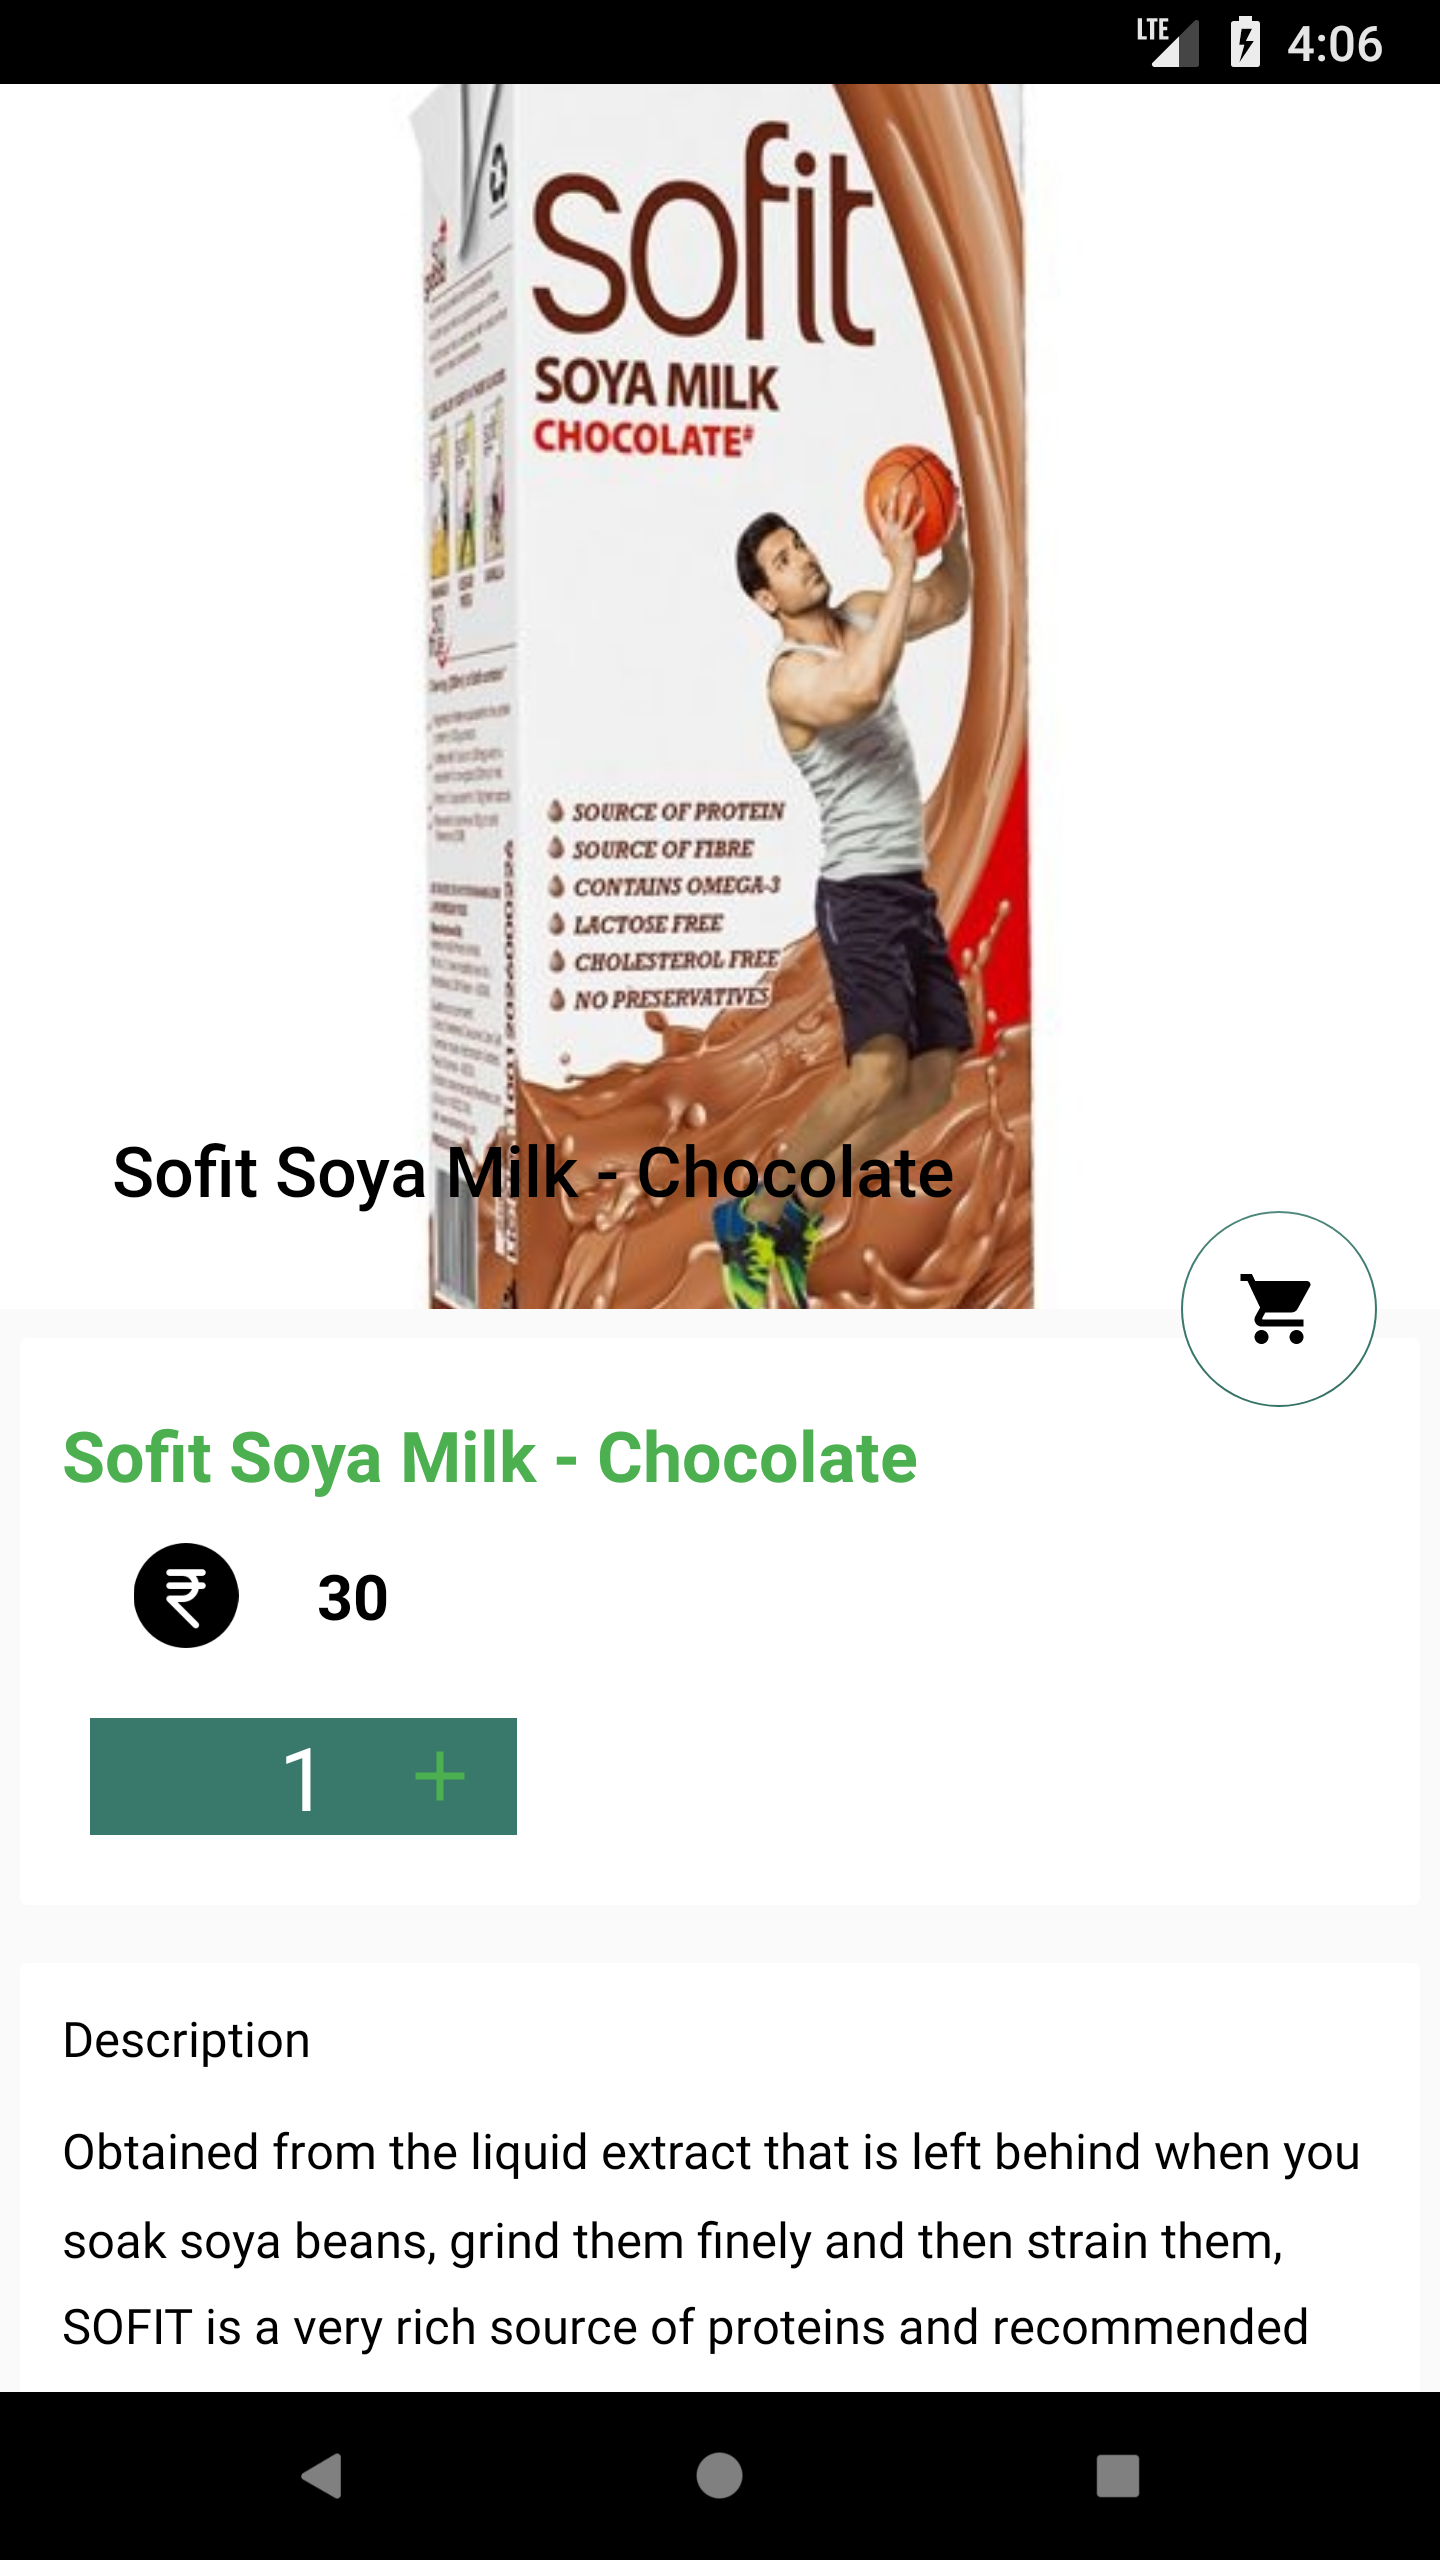 LTE 4:06
sofit
SOYA MILK
CHOCOLATE#
SOURCE OF PROTEIN
SOURCE OF FIBRE
CONTAINS OMEGA-3
LACTOSE FREE
CHOLESTEROL FREE
NO PRESERVATIVES
Sofit Soya Milk - Chocolate
Sofit Soya Milk - Chocolate
₹ 30
1 +
Description
Obtained from the liquid extract that is left behind when you
soak soya beans, grind them finely and then strain them,
SOFIT is a very rich source of proteins and recommended